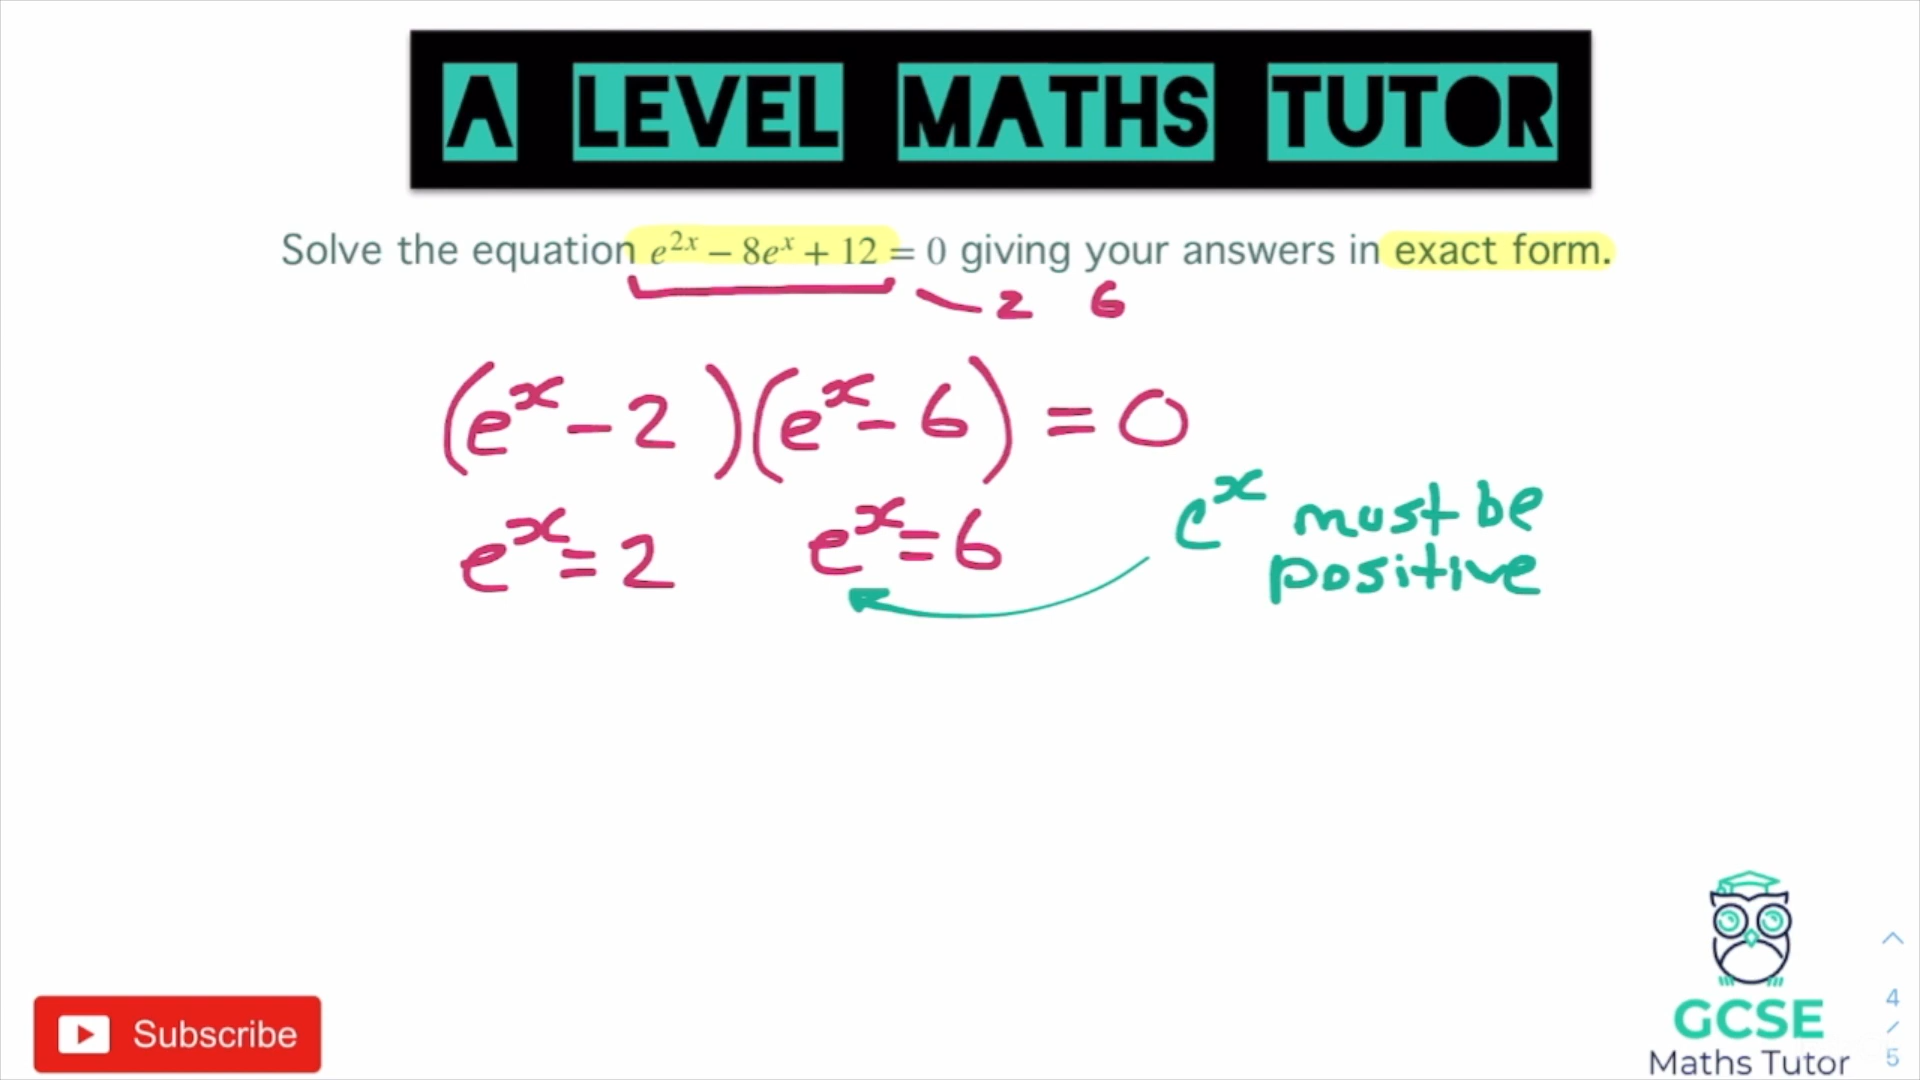 A LEVEL MATHS TUTOR
Solve the equation e^{2x} − 8e^x + 12 = 0 giving your answers in exact form.
2 6
(e^x − 2)(e^x − 6) = 0
e^x = 2 e^x = 6
e^x must be
positive
Subscribe
GCSE
Maths Tutor
4
/
5